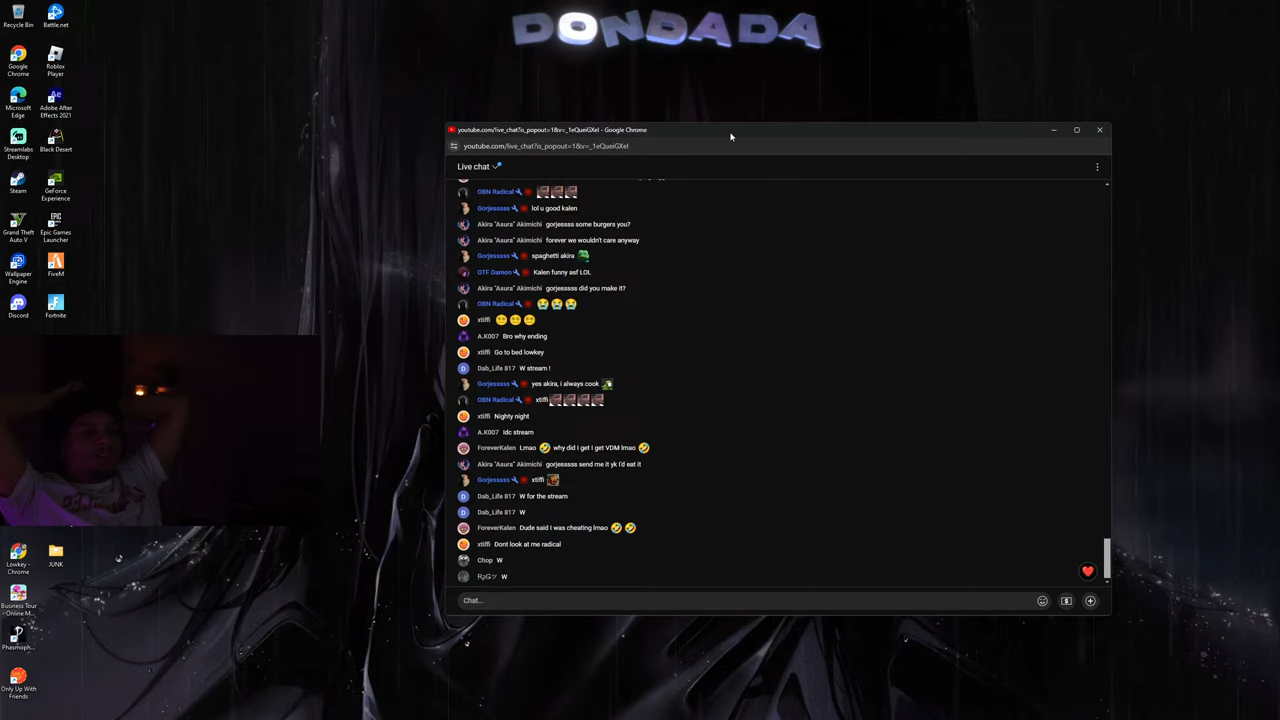 DONDADA
Recycle Bin
Battle.net
Google Chrome
Roblox Player
Microsoft Edge
Adobe After Effects 2021
Streamlabs Desktop
Black Desert
Steam
GeForce Experience
Grand Theft Auto V
Epic Games Launcher
Wallpaper Engine
FiveM
Discord
Fortnite
Lowkey - Chrome
JUNK
Business Tour - Online M...
Phasmoph...
Only Up With Friends
youtube.com/live_chat?is_popout=1&v=_1eQueiGXeI - Google Chrome
youtube.com/live_chat?is_popout=1&v=_1eQueiGXeI
Live chat
OBN Radical
Gorjesssss lol u good kalen
Akira "Asura" Akimichi gorjessss some burgers you?
Akira "Asura" Akimichi forever we wouldn't care anyway
Gorjesssss spaghetti akira
OTF Damon Kalen funny asf LOL
Akira "Asura" Akimichi gorjessss did you make it?
OBN Radical 😭😭😭
xtiffi
A.K007 Bro why ending
xtiffi Go to bed lowkey
Dab_Life 817 W stream !
Gorjesssss yes akira, i always cook
OBN Radical xtiffi
xtiffi Nighty night
A.K007 Idc stream
ForeverKalen Lmao 🤣 why did I get I get VDM lmao 🤣
Akira "Asura" Akimichi gorjessss send me it yk I'd eat it
Gorjesssss xtiffi
Dab_Life 817 W for the stream
Dab_Life 817 W
ForeverKalen Dude said I was cheating lmao 🤣 🤣
xtiffi Dont look at me radical
Chop W
W
Chat...